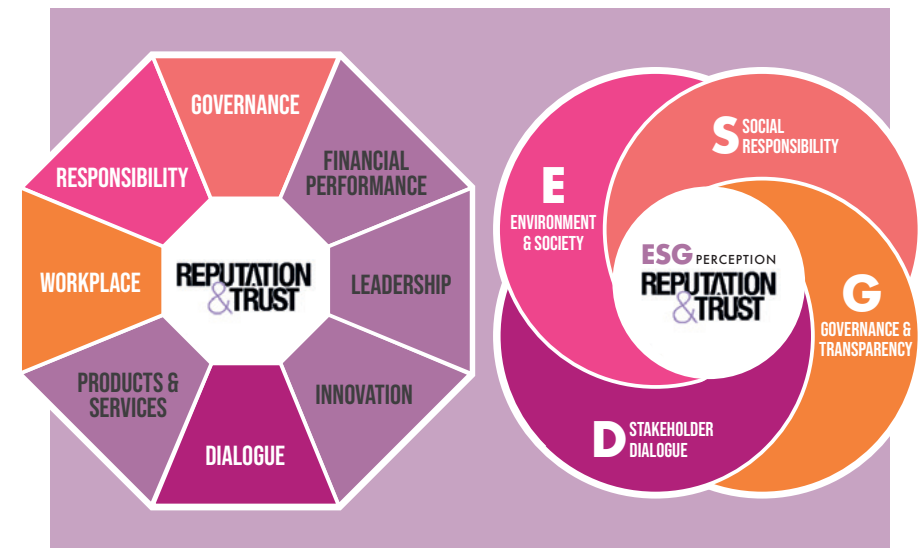 GOVERNANCE
FINANCIAL
PERFORMANCE
LEADERSHIP
INNOVATION
DIALOGUE
PRODUCTS &
SERVICES
WORKPLACE
RESPONSIBILITY
REPUTATION
& TRUST
E
ENVIRONMENT
& SOCIETY
S SOCIAL
RESPONSIBILITY
G
GOVERNANCE &
TRANSPARENCY
D STAKEHOLDER
DIALOGUE
ESG PERCEPTION
REPUTATION
& TRUST